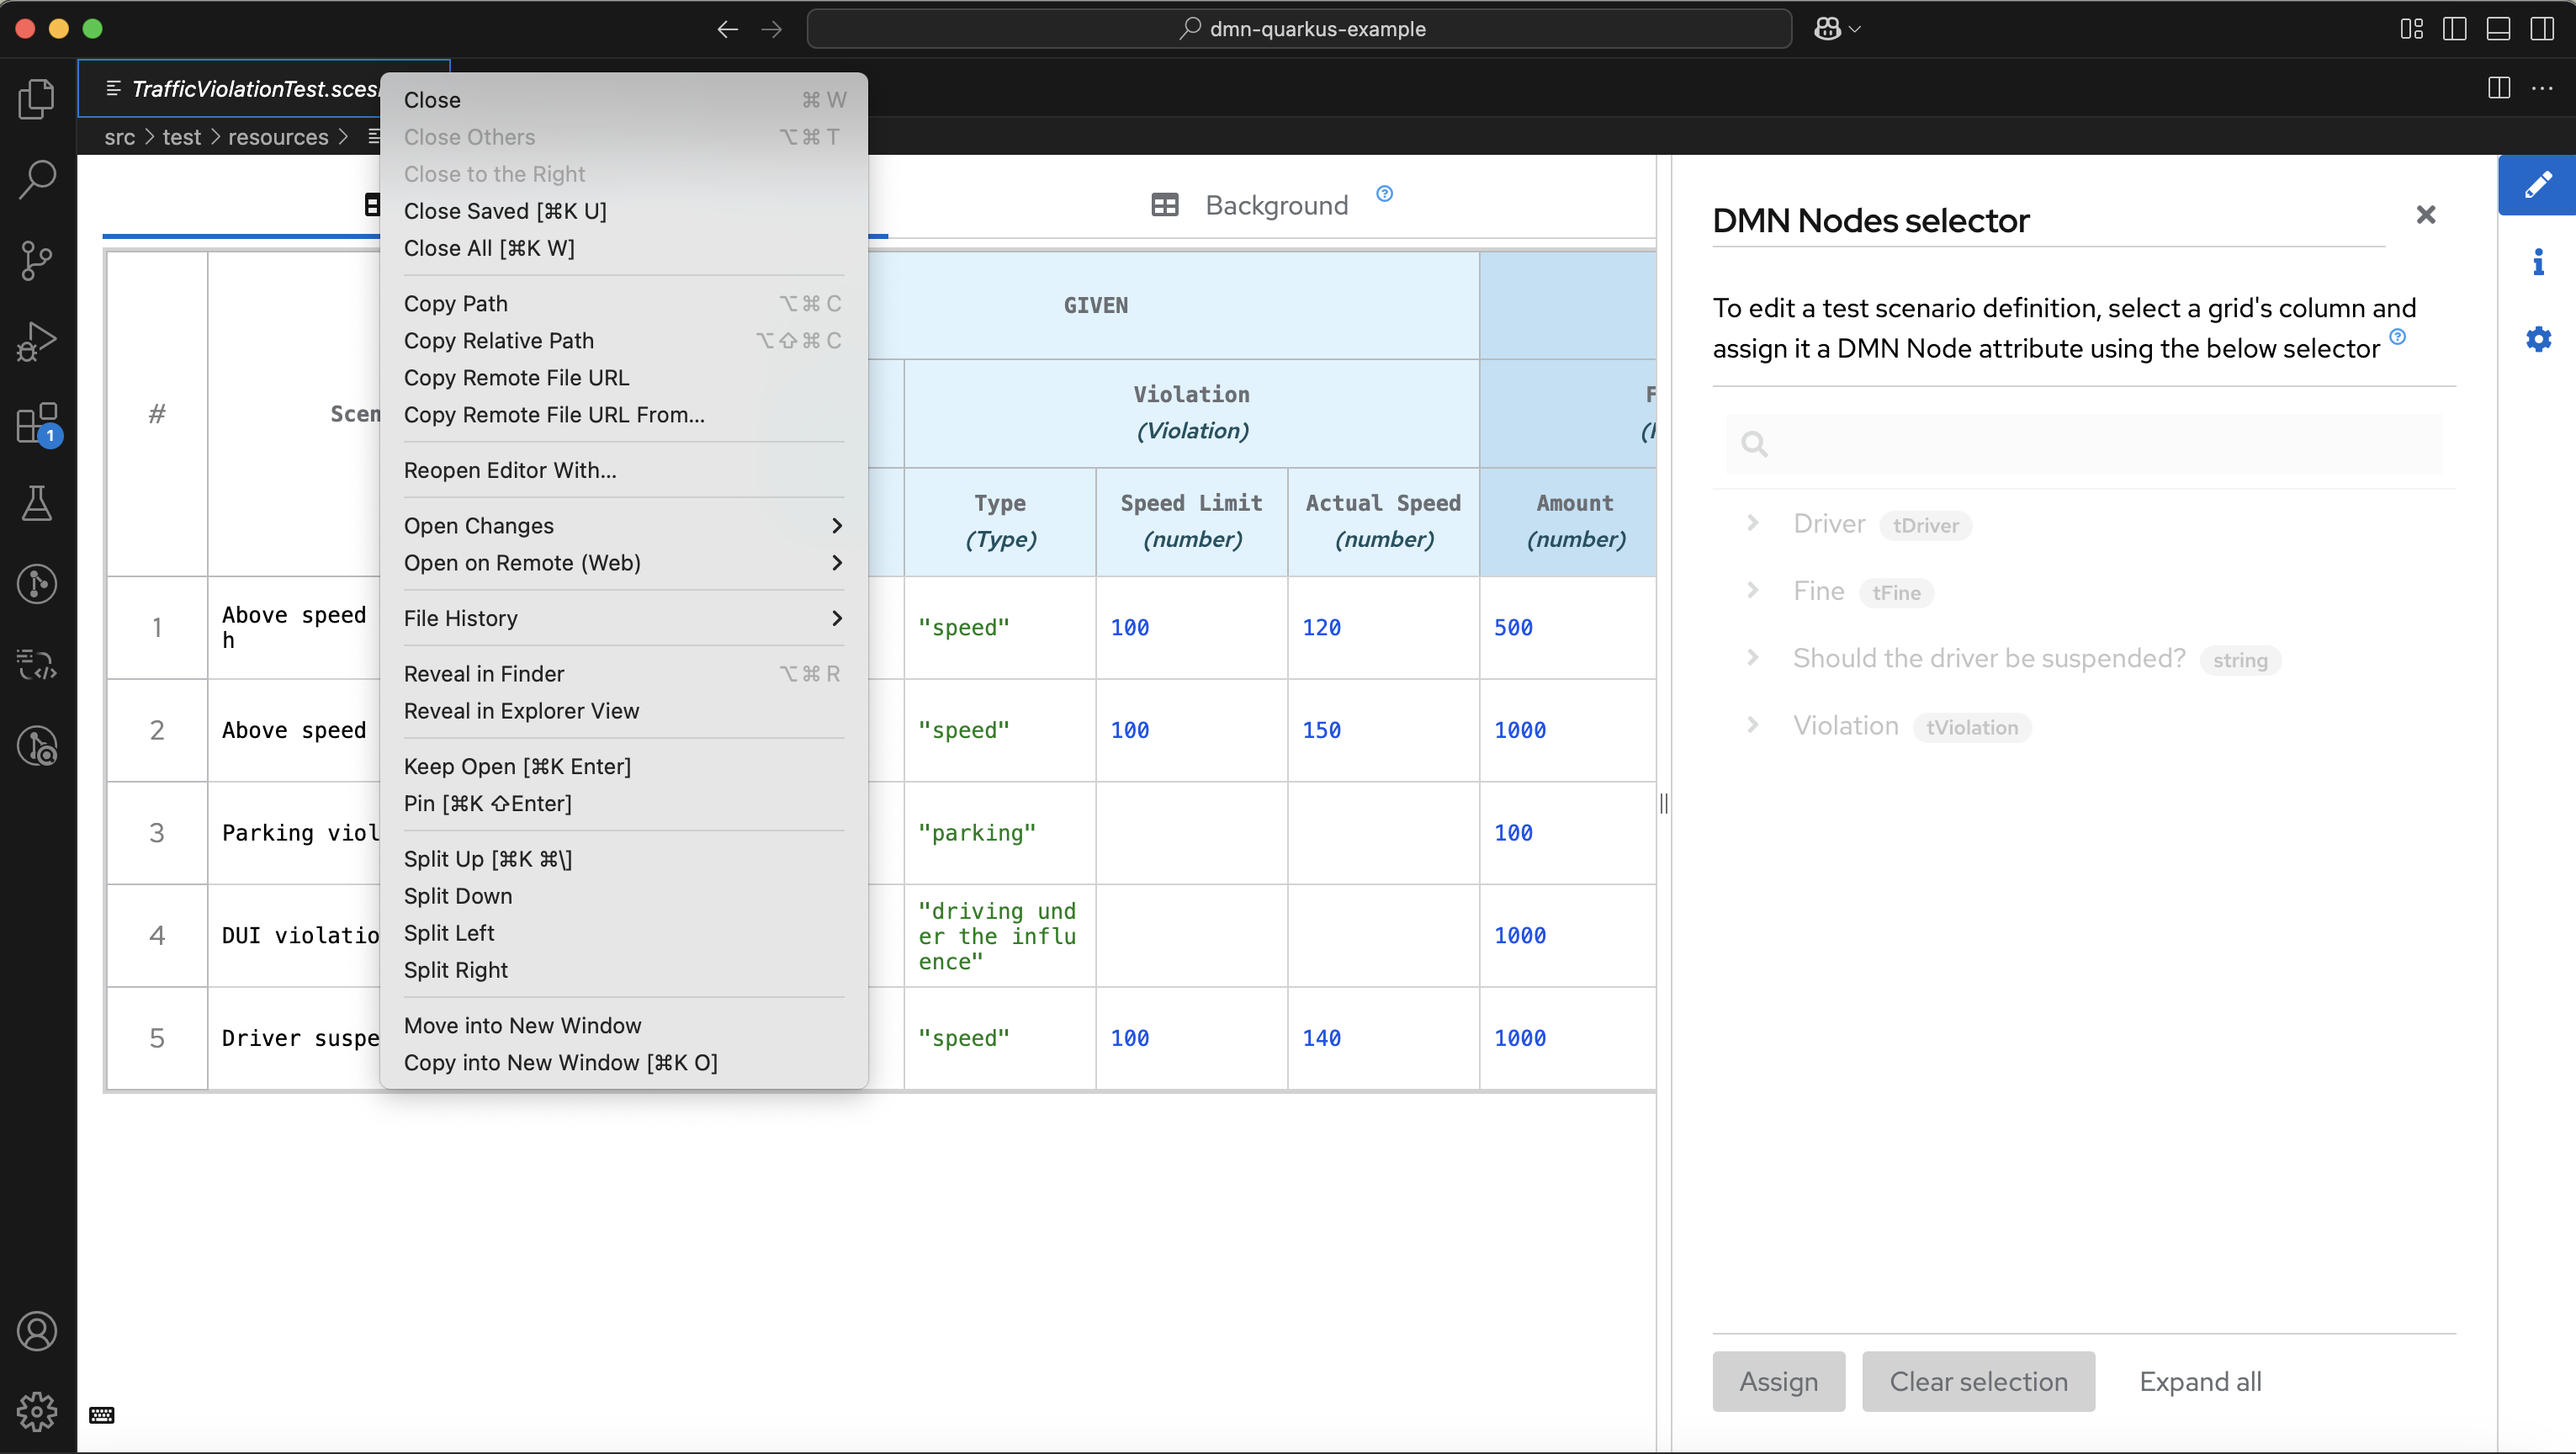 dmn-quarkus-example
TrafficViolationTest.scesi
src > test > resources >
Close ⌘ W
Close Others ⌥ ⌘ T
Close to the Right
Close Saved [⌘K U]
Close All [⌘K W]
Copy Path ⌥ ⌘ C
Copy Relative Path ⌥ ⇧ ⌘ C
Copy Remote File URL
Copy Remote File URL From...
Reopen Editor With...
Open Changes
Open on Remote (Web)
File History
Reveal in Finder ⌥ ⌘ R
Reveal in Explorer View
Keep Open [⌘K Enter]
Pin [⌘K ⇧Enter]
Split Up [⌘K ⌘\]
Split Down
Split Left
Split Right
Move into New Window
Copy into New Window [⌘K O]
1
Background
GIVEN
# Scen
Violation
(Violation)
F
Type Speed Limit Actual Speed Amount
(Type) (number) (number) (number)
1 Above speed
h
"speed" 100 120 500
2 Above speed "speed" 100 150 1000
3 Parking viol "parking" 100
4 DUI violatio "driving und
er the influ
ence"
1000
5 Driver suspe "speed" 100 140 1000
DMN Nodes selector
To edit a test scenario definition, select a grid's column and
assign it a DMN Node attribute using the below selector
Driver tDriver
Fine tFine
Should the driver be suspended? string
Violation tViolation
Assign Clear selection Expand all